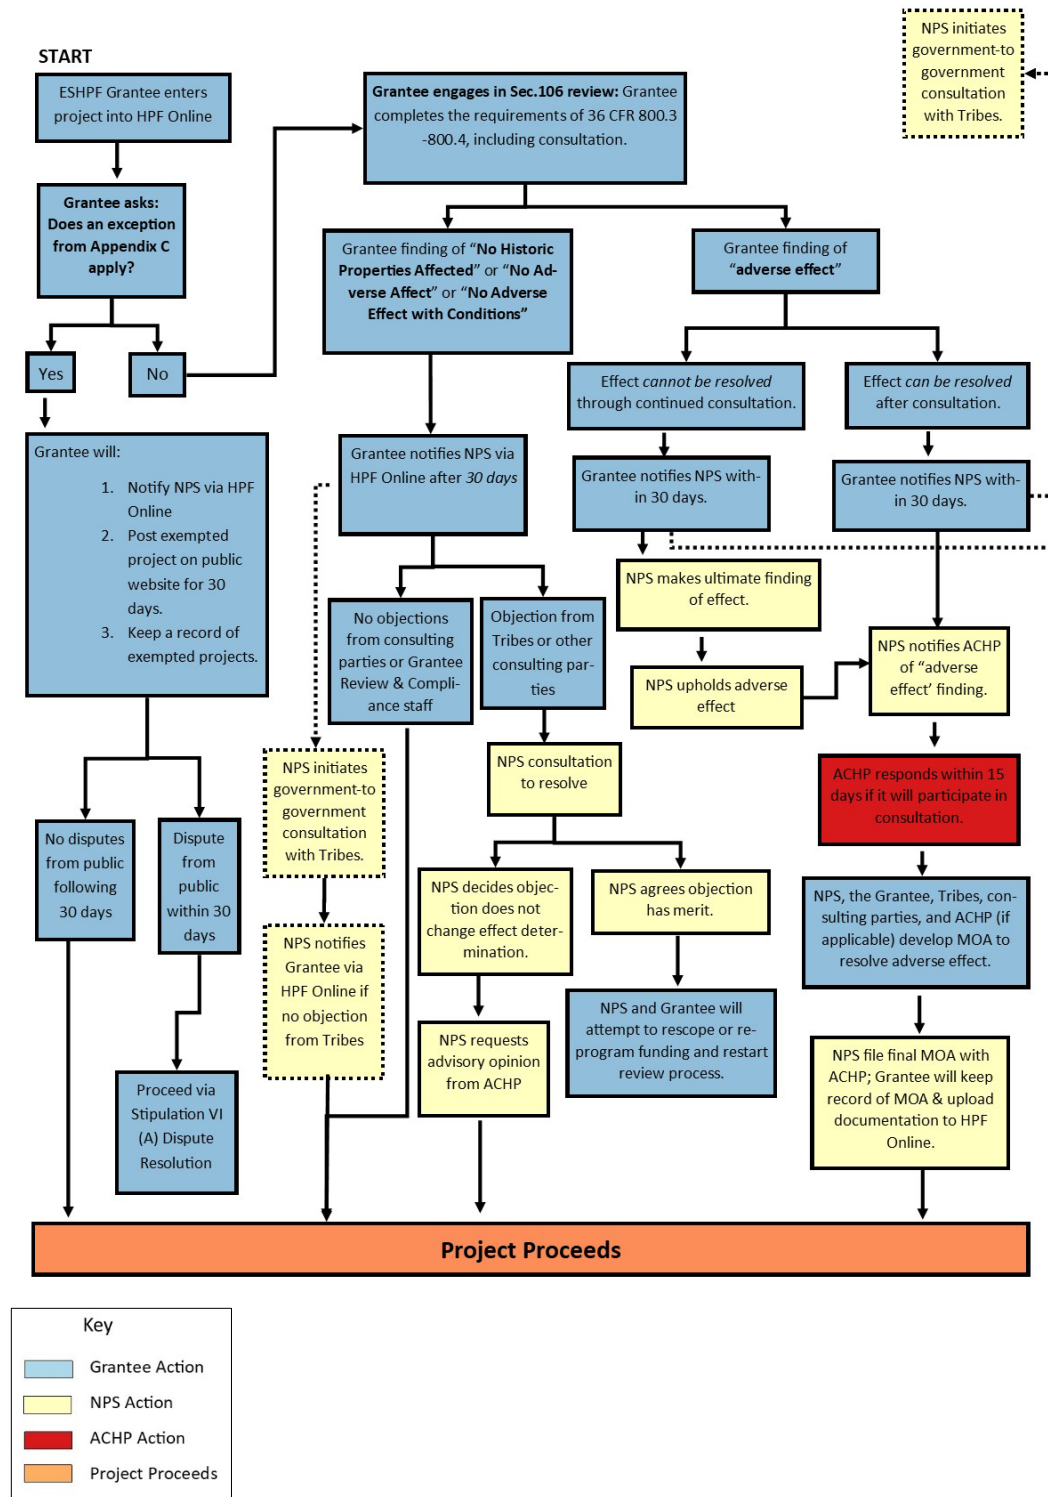 START
ESHPF Grantee enters
project into HPF Online
Grantee asks:
Does an exception
from Appendix C
apply?
Yes
No
Grantee will:
1. Notify NPS via HPF
Online
2. Post exempted
project on public
website for 30
days.
3. Keep a record of
exempted projects.
No disputes
from public
following
30 days
Dispute
from
public
within 30
days
Proceed via
Stipulation VI
(A) Dispute
Resolution
Grantee engages in Sec.106 review: Grantee
completes the requirements of 36 CFR 800.3
-800.4, including consultation.
Grantee finding of “No Historic
Properties Affected” or “No Ad-
verse Affect” or “No Adverse
Effect with Conditions”
Grantee notifies NPS via
HPF Online after 30 days
No objections
from consulting
parties or Grantee
Review & Compli-
ance staff
Objection from
Tribes or other
consulting par-
ties
NPS initiates
government-to
government
consultation
with Tribes.
NPS notifies
Grantee via
HPF Online if
no objection
from Tribes
NPS consultation
to resolve
NPS decides objec-
tion does not
change effect deter-
mination.
NPS requests
advisory opinion
from ACHP
NPS agrees objection
has merit.
NPS and Grantee will
attempt to rescope or re-
program funding and restart
review process.
Grantee finding of
“adverse effect”
Effect cannot be resolved
through continued consultation.
Grantee notifies NPS with-
in 30 days.
NPS makes ultimate finding
of effect.
NPS upholds adverse
effect
Effect can be resolved
after consultation.
Grantee notifies NPS with-
in 30 days.
NPS initiates
government-to
government
consultation
with Tribes.
NPS notifies ACHP
of “adverse
effect’ finding.
ACHP responds within 15
days if it will participate in
consultation.
NPS, the Grantee, Tribes, con-
sulting parties, and ACHP (if
applicable) develop MOA to
resolve adverse effect.
NPS file final MOA with
ACHP; Grantee will keep
record of MOA & upload
documentation to HPF
Online.
Project Proceeds
Key
Grantee Action
NPS Action
ACHP Action
Project Proceeds